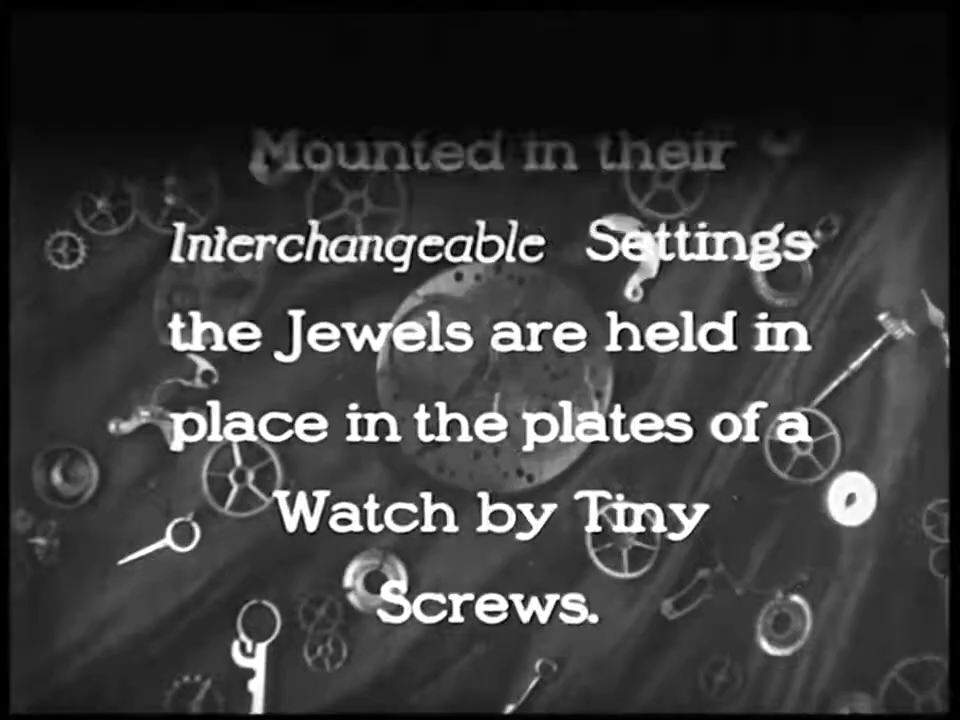 Mounted in their
Interchangeable Settings
the Jewels are held in
place in the plates of a
Watch by Tiny
Screws.